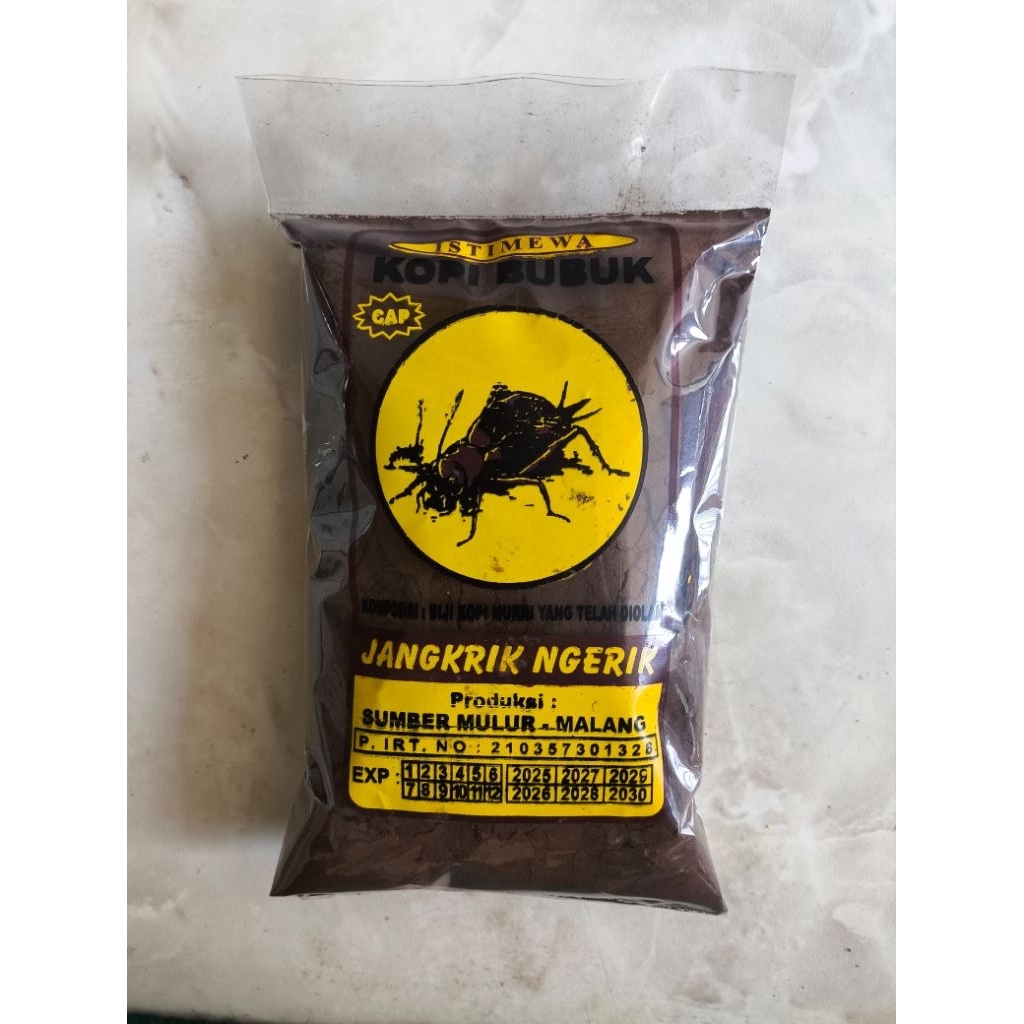 ISTIMEWA
KOPI BUBUK
CAP
KOMPOSISI : BIJI KOPI MURNI YANG TELAH DIOLAH
JANGKRIK NGERIK
Produksi :
SUMBER MULUR - MALANG
P. IRT. NO : 210357301328
EXP : 1 2 3 4 5 6 2025 2027 2029
7 8 9 10 11 12 2026 2028 2030